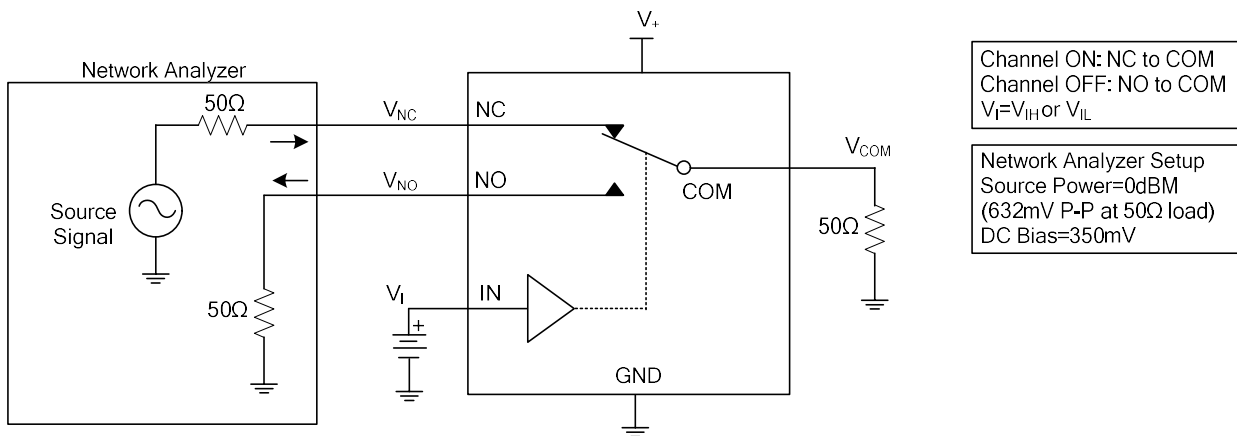 V+
Network Analyzer
50Ω
VNC
NC
VNO
NO
COM
VCOM
50Ω
Source
Signal
50Ω
VI
IN
+
GND
Channel ON: NC to COM
Channel OFF: NO to COM
VI=VIH or VIL
Network Analyzer Setup
Source Power=0dBM
(632mV P-P at 50Ω load)
DC Bias=350mV